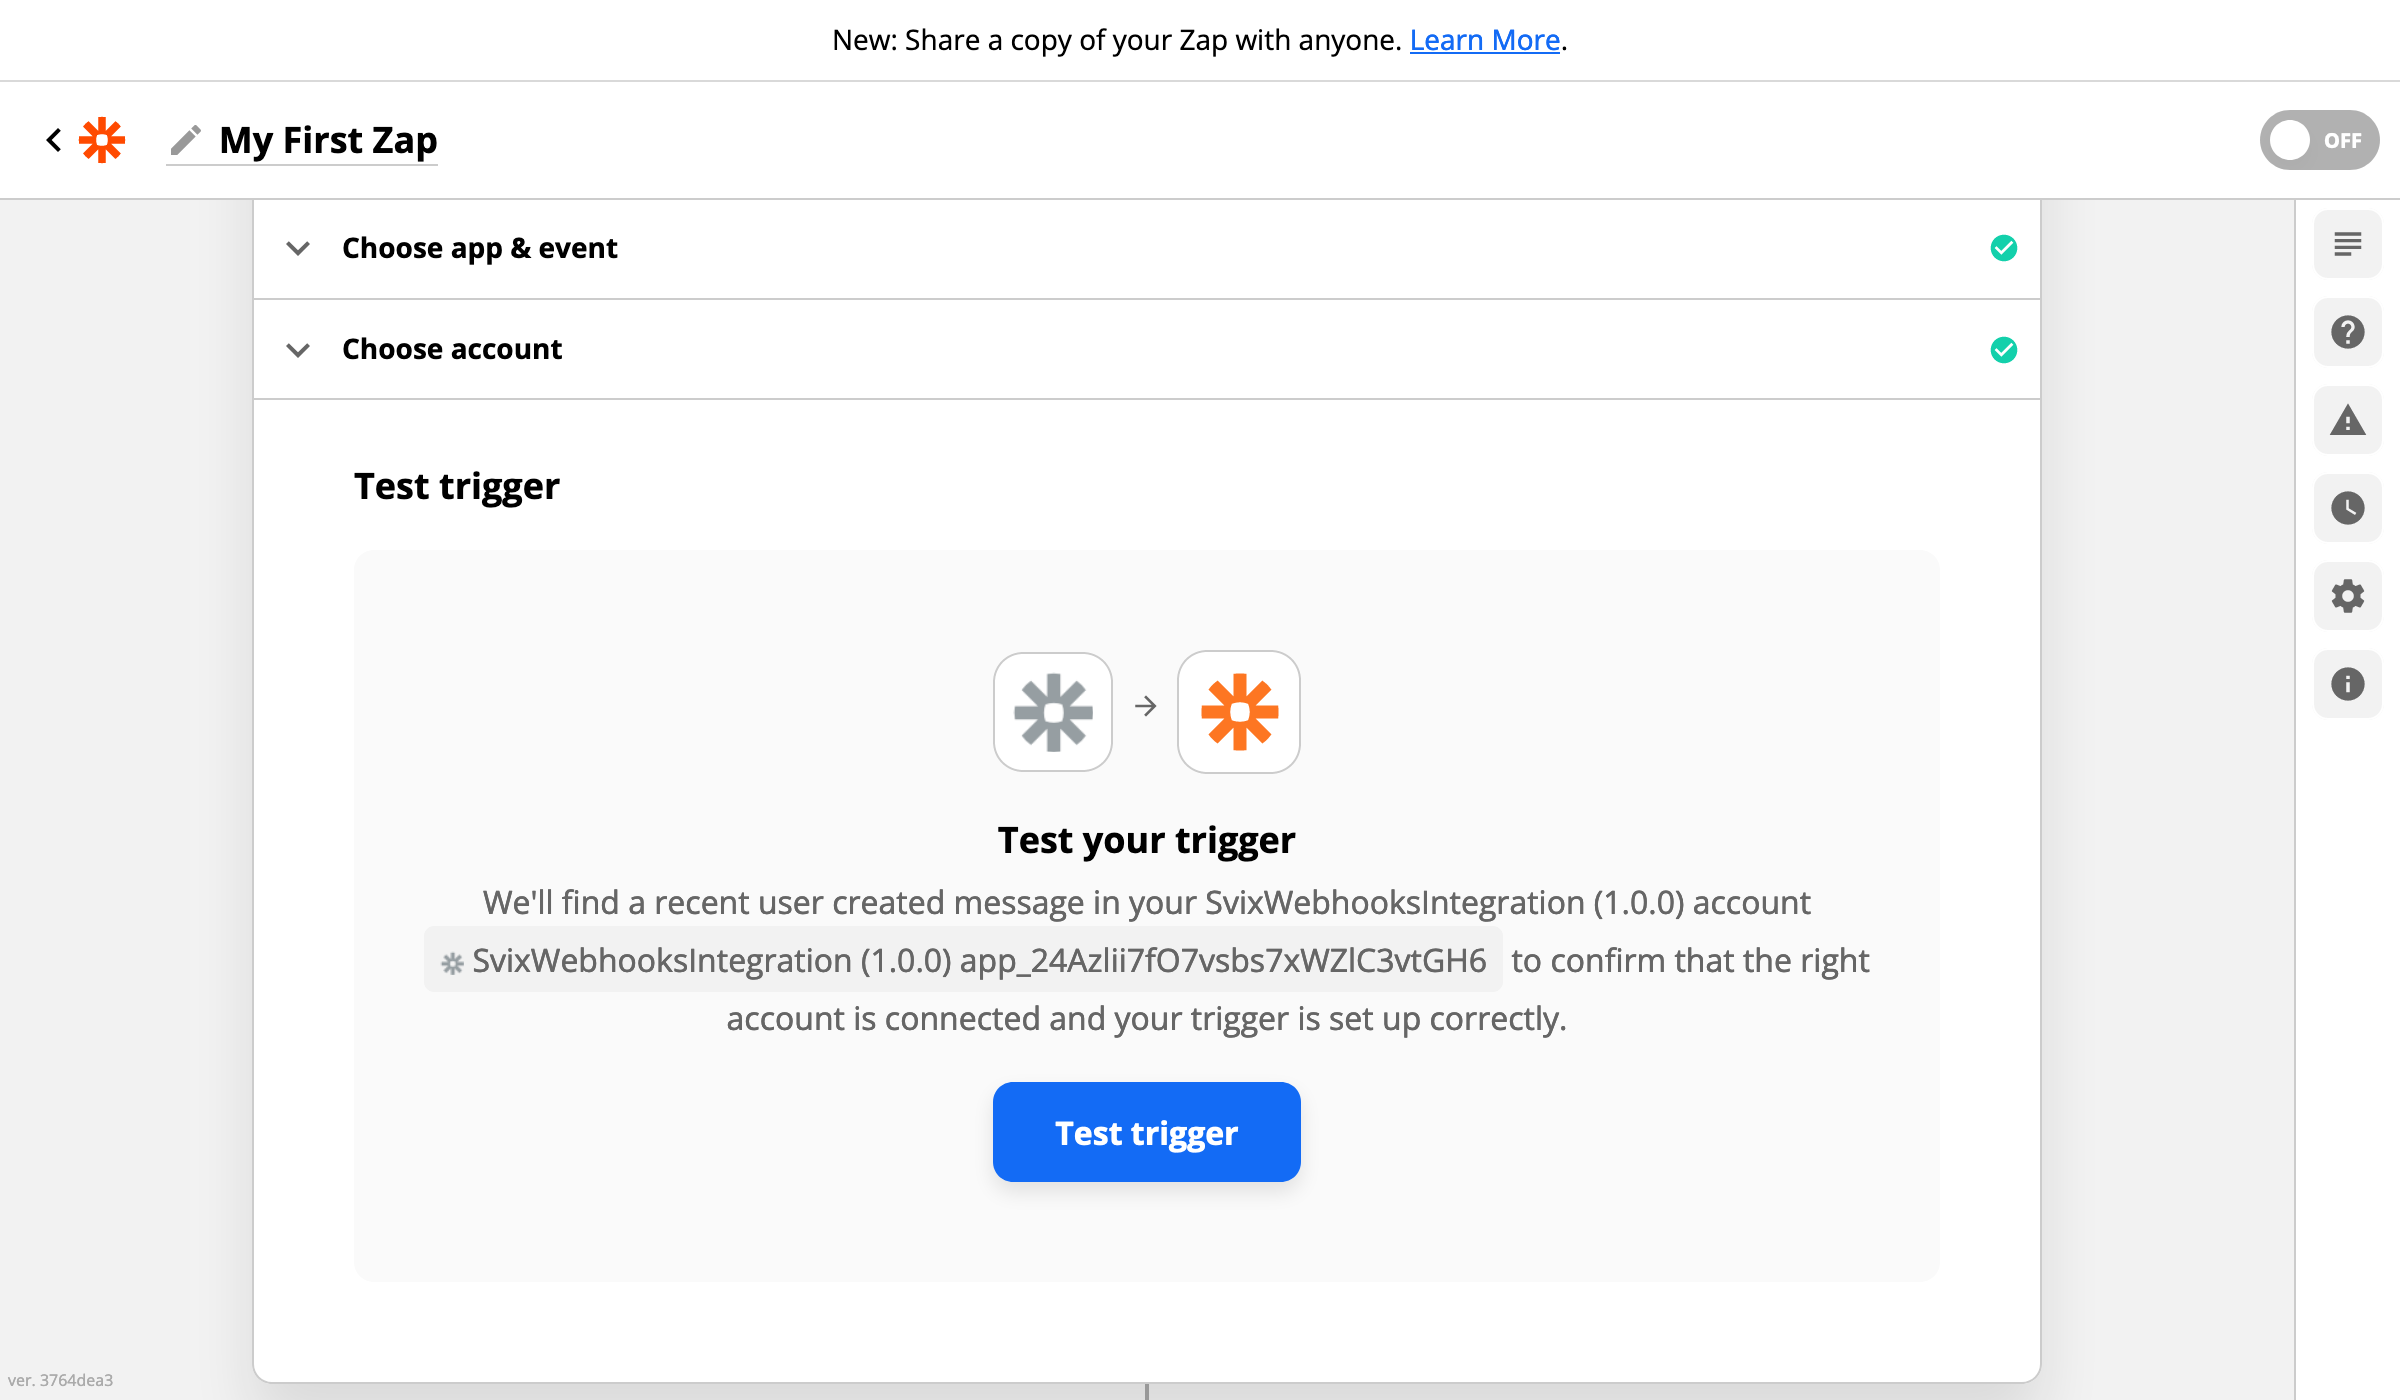 New: Share a copy of your Zap with anyone. Learn More.
My First Zap
OFF
Choose app & event
Choose account
Test trigger
Test your trigger
We'll find a recent user created message in your SvixWebhooksIntegration (1.0.0) account
SvixWebhooksIntegration (1.0.0) app_24Azlii7fO7vsbs7xWZlC3vtGH6 to confirm that the right
account is connected and your trigger is set up correctly.
Test trigger
ver. 3764dea3